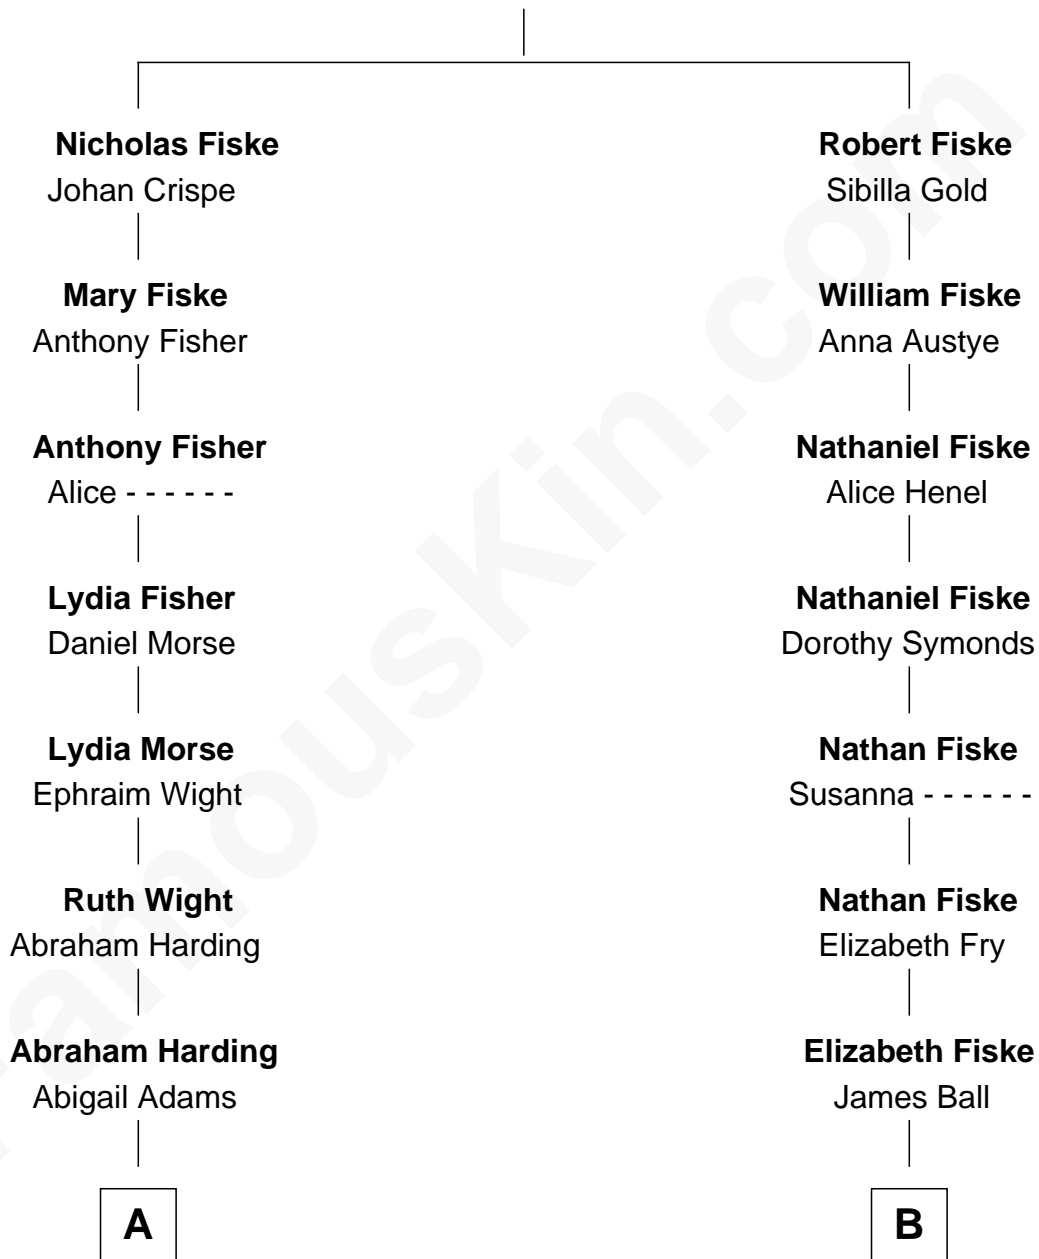 Nicholas Fiske
Johan Crispe
Mary Fiske
Anthony Fisher
Anthony Fisher
Alice - - - - - -
Lydia Fisher
Daniel Morse
Lydia Morse
Ephraim Wight
Ruth Wight
Abraham Harding
Abraham Harding
Abigail Adams
A
Robert Fiske
Sibilla Gold
William Fiske
Anna Austye
Nathaniel Fiske
Alice Henel
Nathaniel Fiske
Dorothy Symonds
Nathan Fiske
Susanna - - - - - -
Nathan Fiske
Elizabeth Fry
Elizabeth Fiske
James Ball
B
FamousKin.com